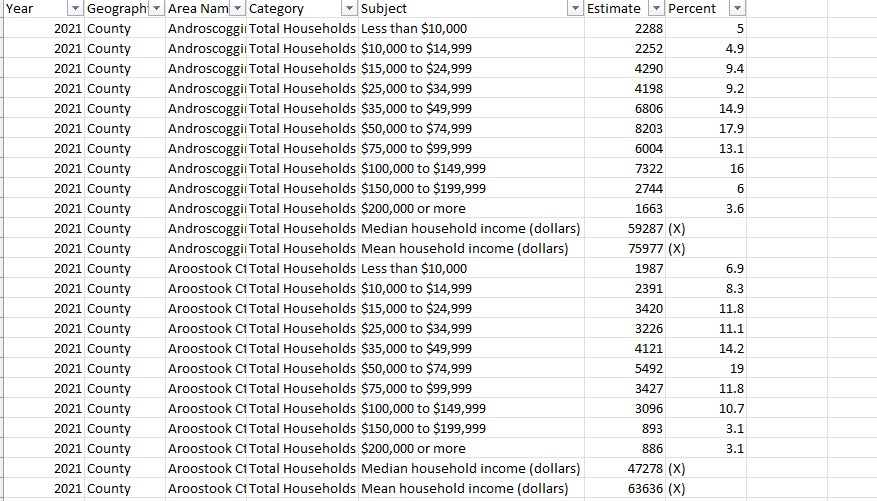 Year Geograph Area Nam Category Subject Estimate Percent
2021 County Androscoggi Total Households Less than $10,000 2288 5
2021 County Androscoggi Total Households $10,000 to $14,999 2252 4.9
2021 County Androscoggi Total Households $15,000 to $24,999 4290 9.4
2021 County Androscoggi Total Households $25,000 to $34,999 4198 9.2
2021 County Androscoggi Total Households $35,000 to $49,999 6806 14.9
2021 County Androscoggi Total Households $50,000 to $74,999 8203 17.9
2021 County Androscoggi Total Households $75,000 to $99,999 6004 13.1
2021 County Androscoggi Total Households $100,000 to $149,999 7322 16
2021 County Androscoggi Total Households $150,000 to $199,999 2744 6
2021 County Androscoggi Total Households $200,000 or more 1663 3.6
2021 County Androscoggi Total Households Median household income (dollars) 59287 (X)
2021 County Androscoggi Total Households Mean household income (dollars) 75977 (X)
2021 County Aroostook Ct Total Households Less than $10,000 1987 6.9
2021 County Aroostook Ct Total Households $10,000 to $14,999 2391 8.3
2021 County Aroostook Ct Total Households $15,000 to $24,999 3420 11.8
2021 County Aroostook Ct Total Households $25,000 to $34,999 3226 11.1
2021 County Aroostook Ct Total Households $35,000 to $49,999 4121 14.2
2021 County Aroostook Ct Total Households $50,000 to $74,999 5492 19
2021 County Aroostook Ct Total Households $75,000 to $99,999 3427 11.8
2021 County Aroostook Ct Total Households $100,000 to $149,999 3096 10.7
2021 County Aroostook Ct Total Households $150,000 to $199,999 893 3.1
2021 County Aroostook Ct Total Households $200,000 or more 886 3.1
2021 County Aroostook Ct Total Households Median household income (dollars) 47278 (X)
2021 County Aroostook Ct Total Households Mean household income (dollars) 63636 (X)